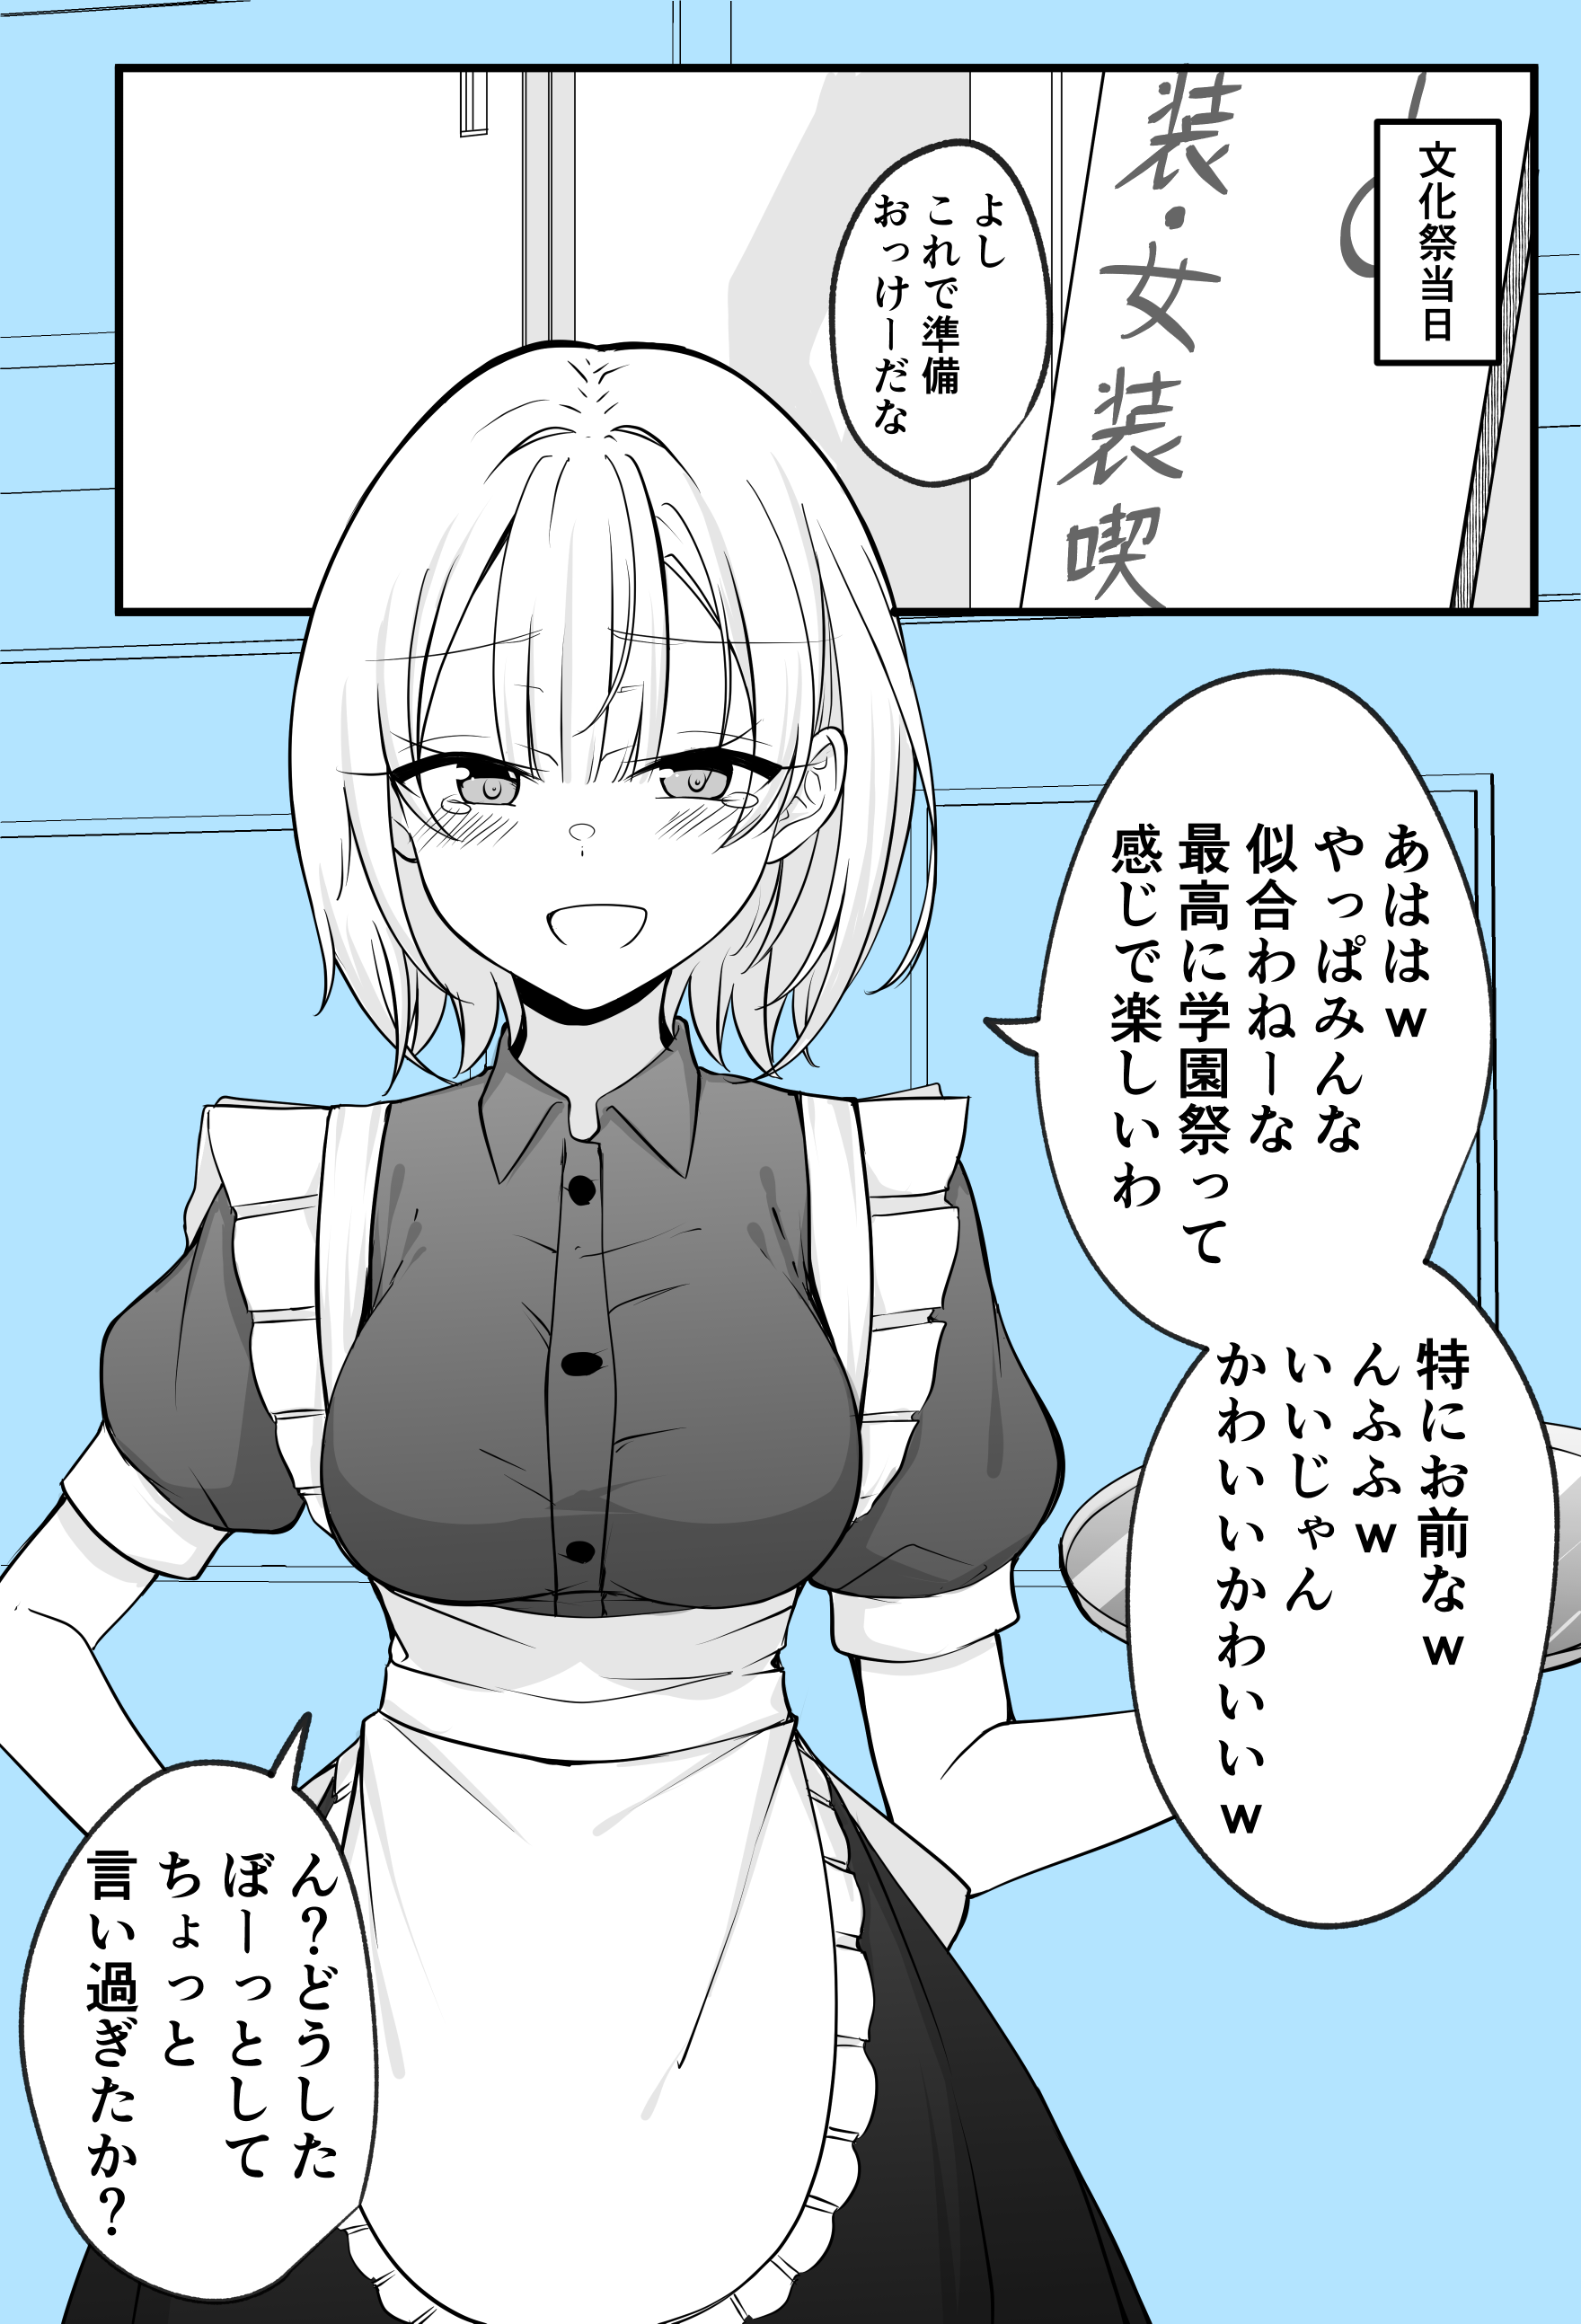 文化祭当日
装・女装喫
よし
これで準備
おっけーだな
あははw
やっぱみんな
似合わねーな
最高に学園祭って
感じで楽しいわ
特にお前なw
んふふw
いいじゃん
かわいいかわいいw
ん?どうした
ぼーっとして
ちょっと
言い過ぎたか?